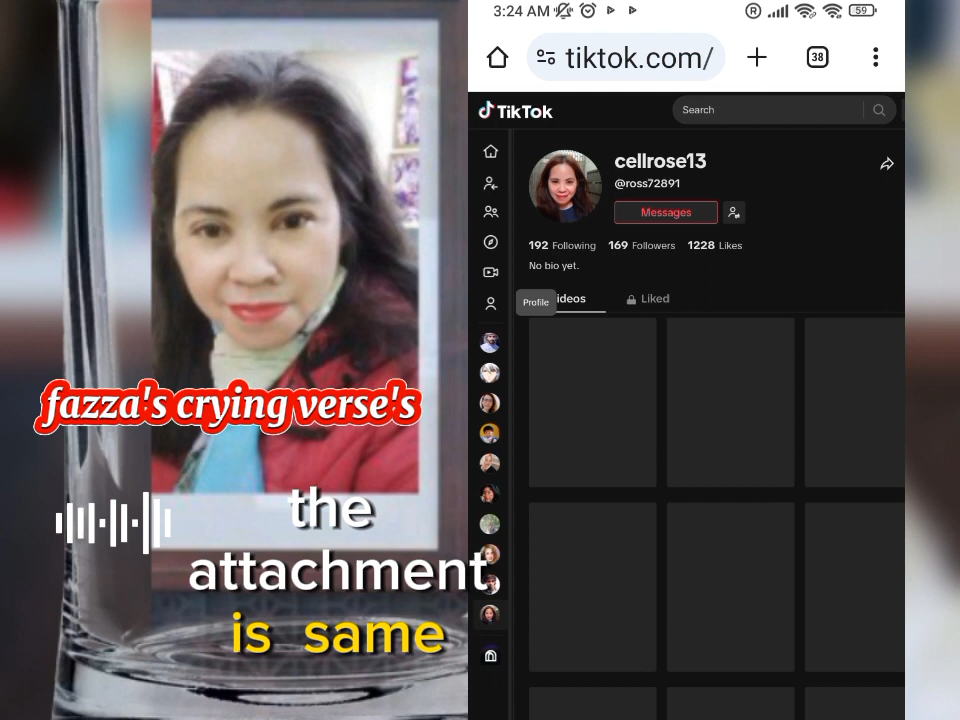 fazza's crying verse's
the
attachment
is same
3:24 AM
59
tiktok.com/
38
TikTok
Search
cellrose13
@ross72891
Messages
192 Following 169 Followers 1228 Likes
No bio yet.
Profile
ideos
Liked